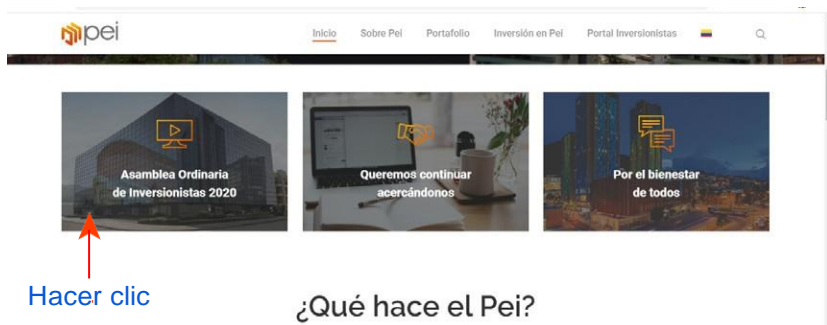 pei
Inicio Sobre Pei Portafolio Inversión en Pei Portal Inversionistas
Asamblea Ordinaria
de Inversionistas 2020
Queremos continuar
acercándonos
Por el bienestar
de todos
Hacer clic
¿Qué hace el Pei?